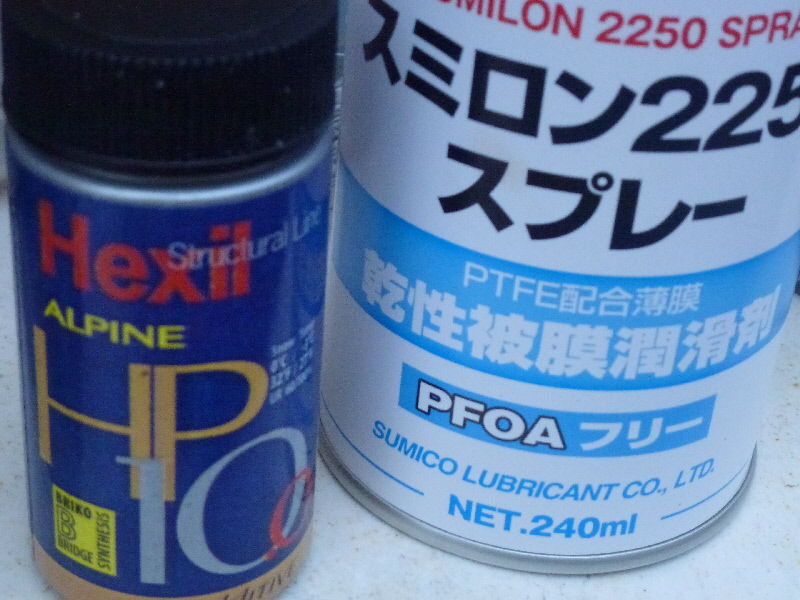 Hexil
Structural Line
ALPINE
HP
10.0
BRIKO
BRIDGE
SYNTHESIS
SUMILON 2250 SPRA
スミロン225
スプレー
PTFE配合薄膜
乾性被膜潤滑剤
PFOA フリー
SUMICO LUBRICANT CO., LTD.
NET.240ml